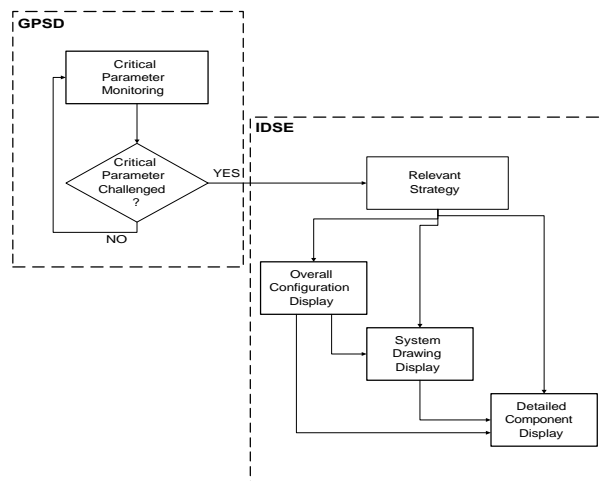 GPSD
Critical
Parameter
Monitoring
Critical
Parameter
Challenged
?
YES
NO
IDSE
Relevant
Strategy
Overall
Configuration
Display
System
Drawing
Display
Detailed
Component
Display